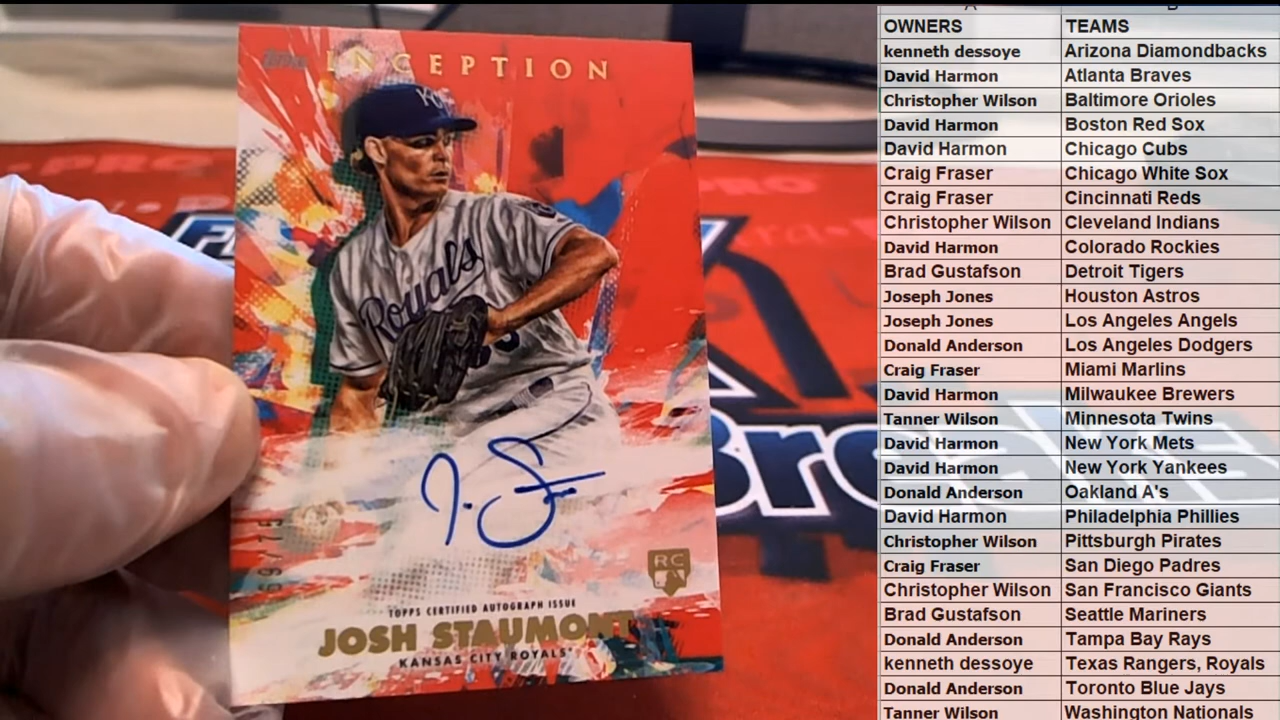 OWNERS TEAMS
kenneth dessoye Arizona Diamondbacks
David Harmon Atlanta Braves
Christopher Wilson Baltimore Orioles
David Harmon Boston Red Sox
David Harmon Chicago Cubs
Craig Fraser Chicago White Sox
Craig Fraser Cincinnati Reds
Christopher Wilson Cleveland Indians
David Harmon Colorado Rockies
Brad Gustafson Detroit Tigers
Joseph Jones Houston Astros
Joseph Jones Los Angeles Angels
Donald Anderson Los Angeles Dodgers
Craig Fraser Miami Marlins
David Harmon Milwaukee Brewers
Tanner Wilson Minnesota Twins
David Harmon New York Mets
David Harmon New York Yankees
Donald Anderson Oakland A's
David Harmon Philadelphia Phillies
Christopher Wilson Pittsburgh Pirates
Craig Fraser San Diego Padres
Christopher Wilson San Francisco Giants
Brad Gustafson Seattle Mariners
Donald Anderson Tampa Bay Rays
kenneth dessoye Texas Rangers, Royals
Donald Anderson Toronto Blue Jays
Tanner Wilson Washington Nationals
Topps INCEPTION
KC
Royals
RC
TOPPS CERTIFIED AUTOGRAPH ISSUE
JOSH STAUMONT
KANSAS CITY ROYALS
PRO
PRO